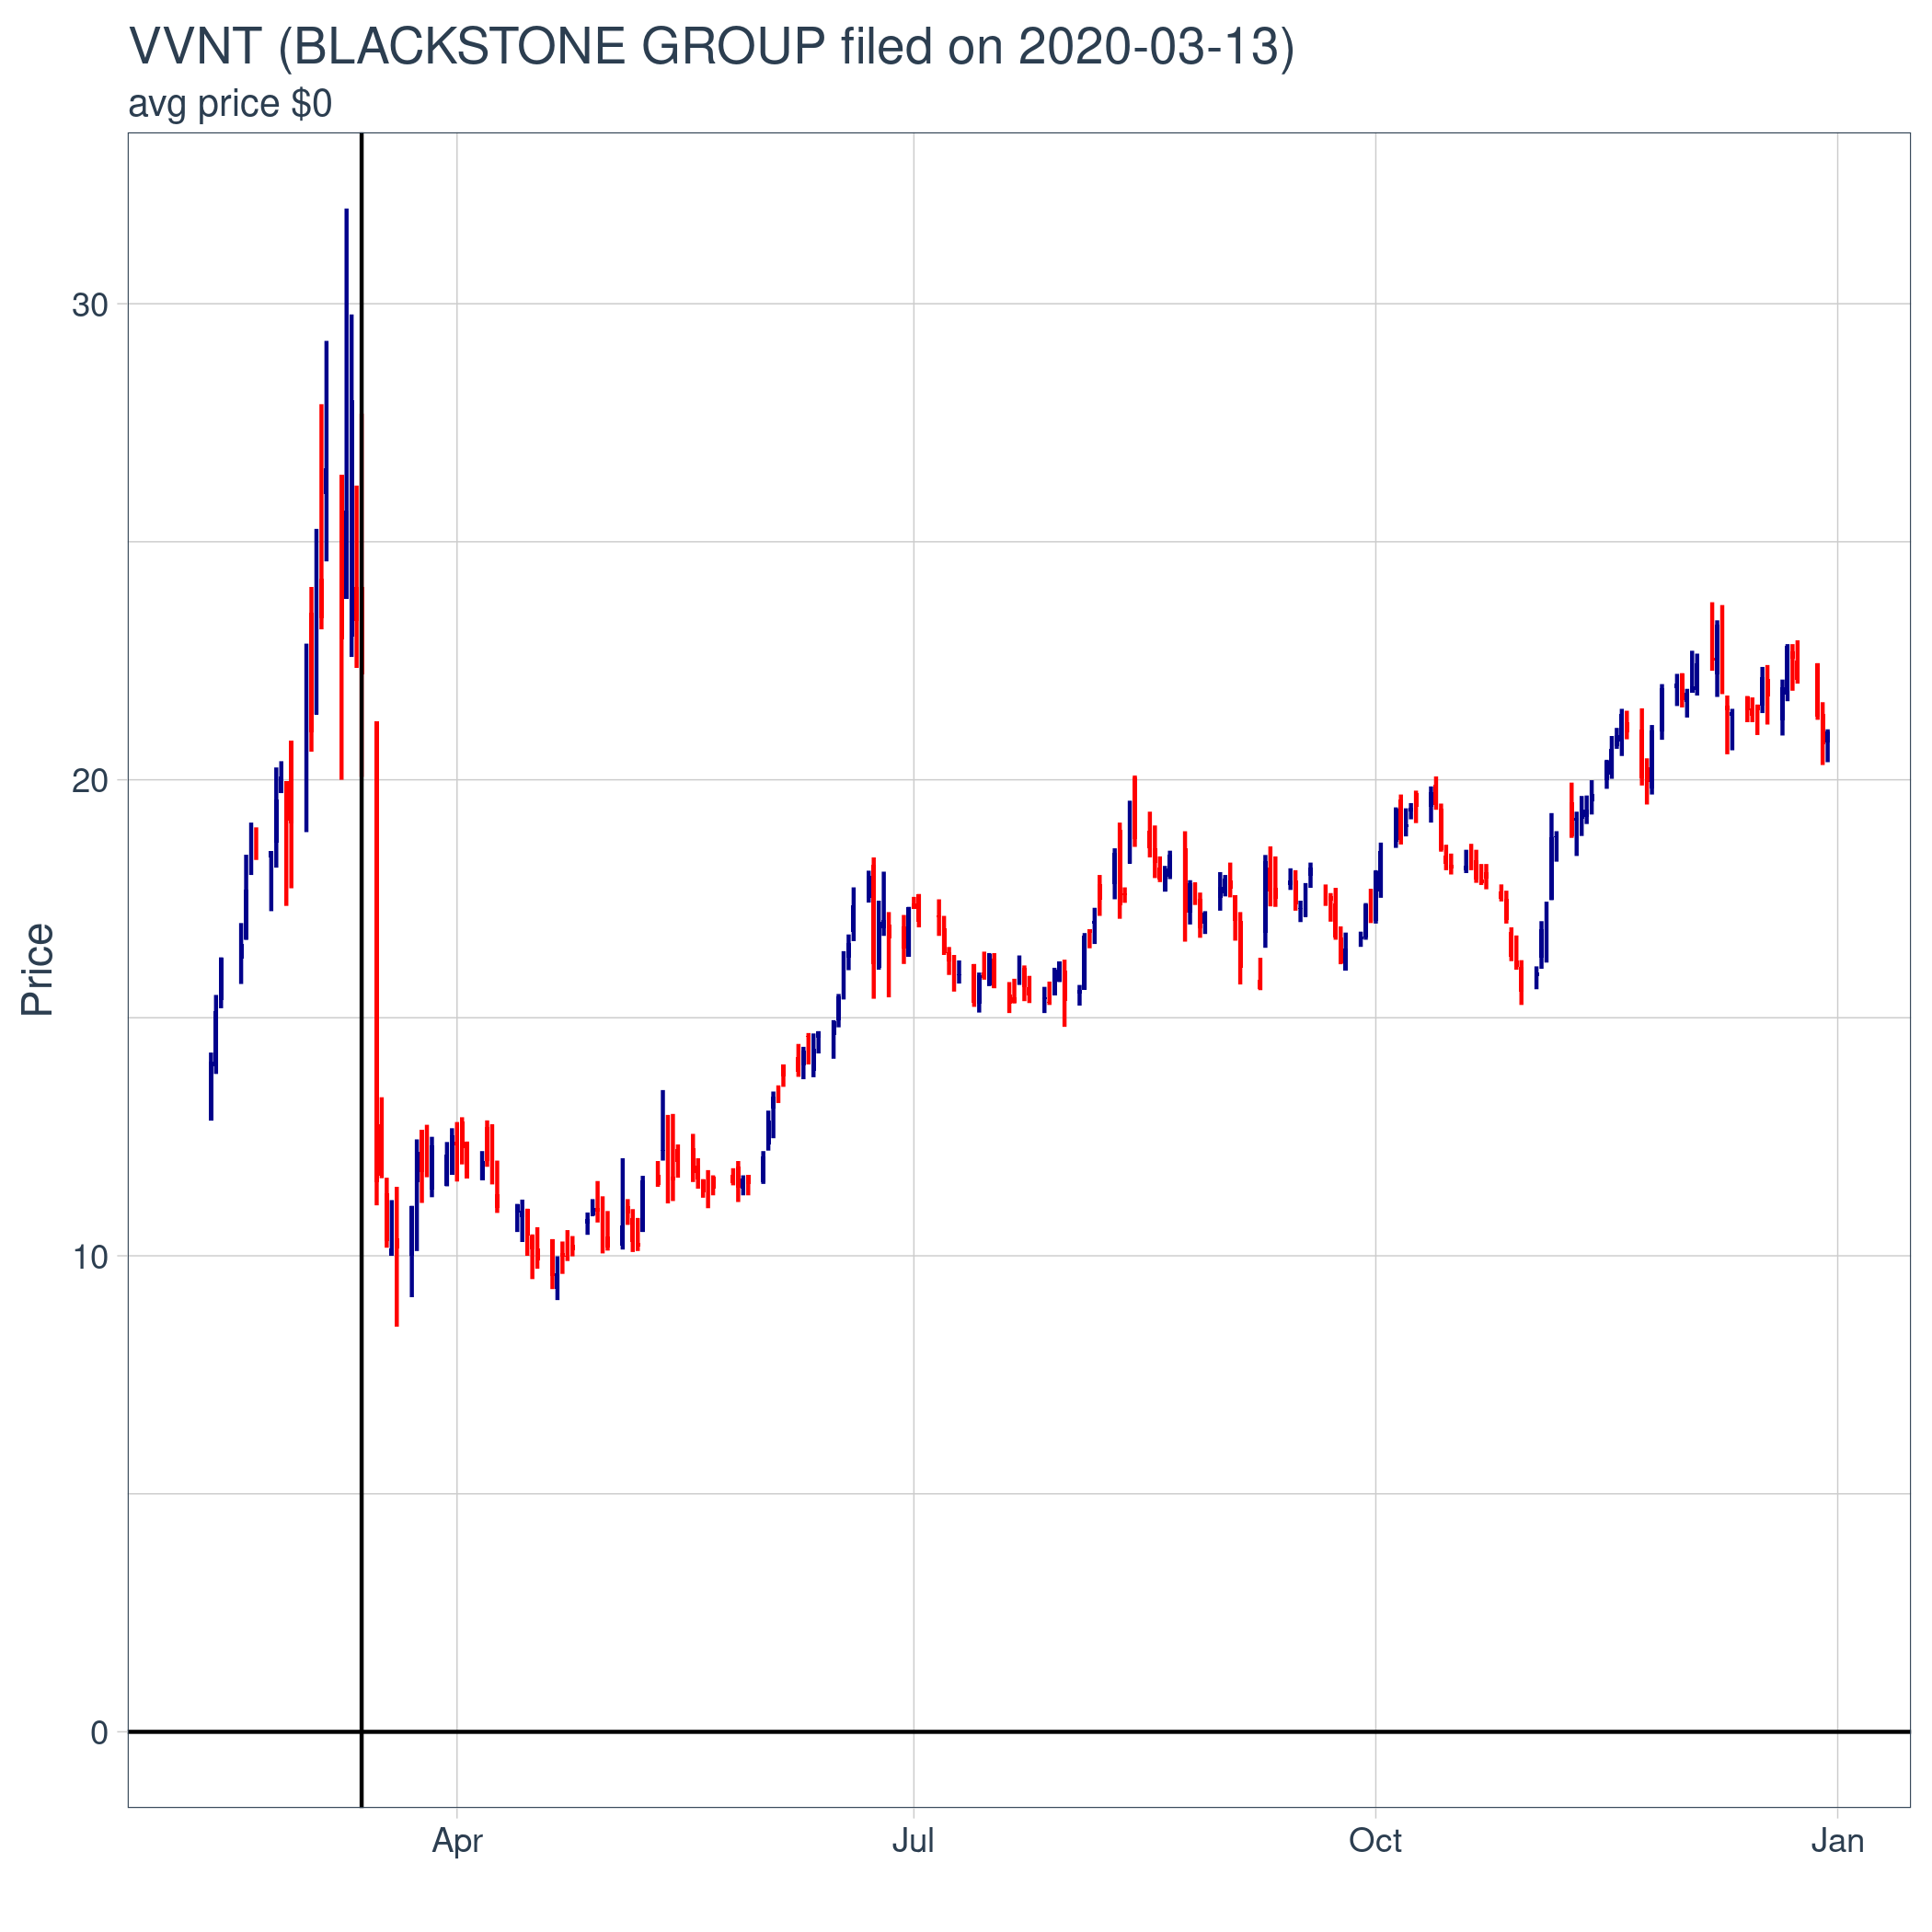 VVNT (BLACKSTONE GROUP filed on 2020-03-13)
avg price $0
30
20
10
0
Price
Apr Jul Oct Jan